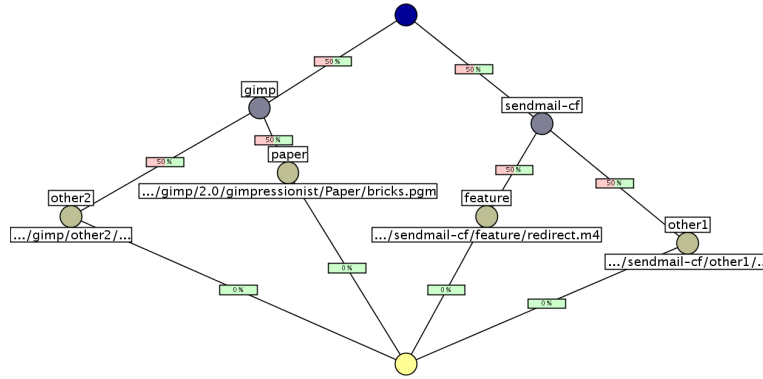 50 %
50 %
gimp
sendmail-cf
50 %
paper
50 %
50 %
50 %
.../gimp/2.0/gimpressionist/Paper/bricks.pgm
other2
feature
other1
.../gimp/other2/...
.../sendmail-cf/feature/redirect.m4
.../sendmail-cf/other1/..
0 %
0 %
0 %
0 %